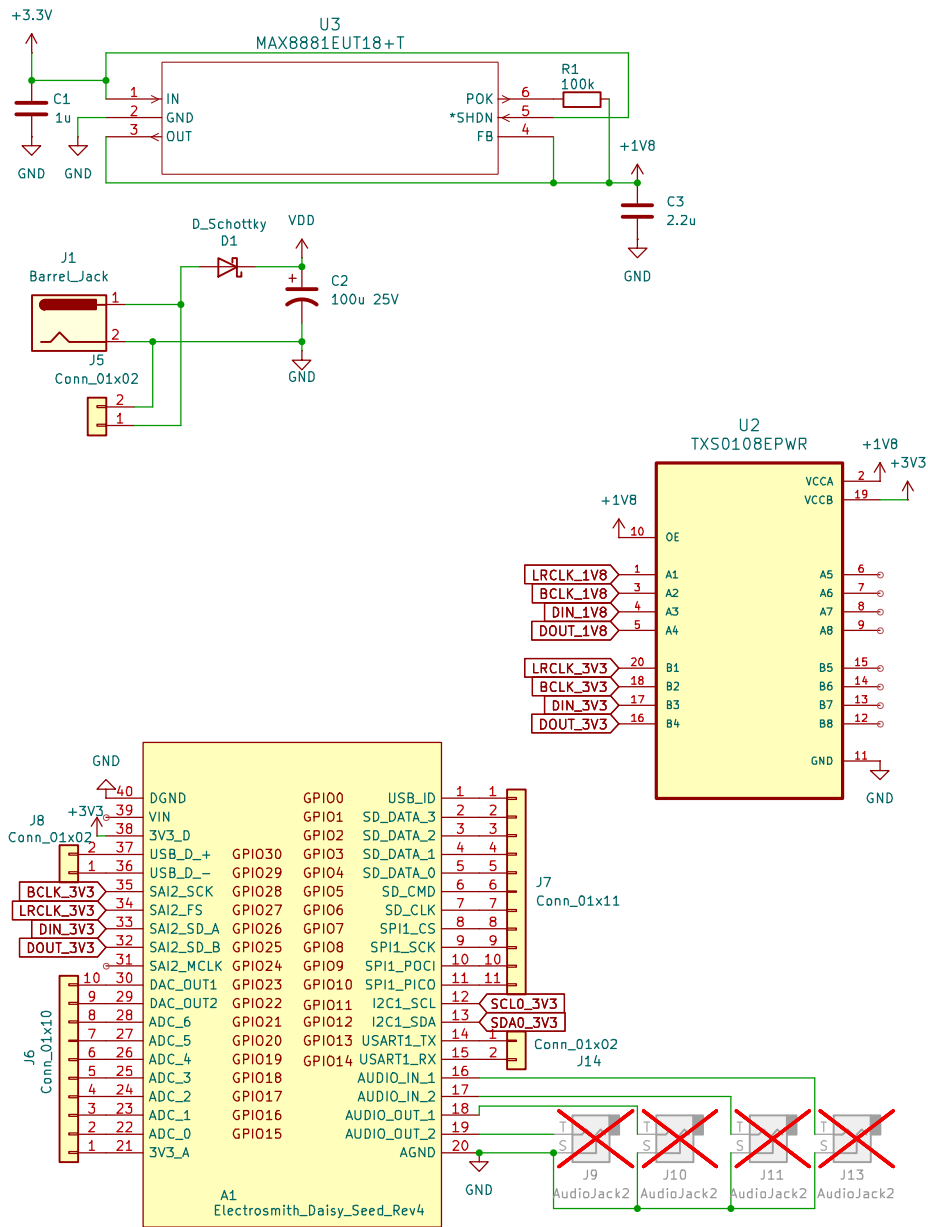 +3.3V
U3
MAX8881EUT18+T
C1
1u
GND
GND
1 IN
2 GND
3 OUT
POK 6
*SHDN 5
FB 4
R1
100k
+1V8
C3
2.2u
GND
D_Schottky
D1
VDD
+
C2
100u 25V
GND
J1
Barrel_Jack
1
2
J5
Conn_01x02
2
1
U2
TXS0108EPWR
+1V8
+3V3
VCCA 2
VCCB 19
+1V8
10 OE
LRCLK_1V8 1 A1
BCLK_1V8 3 A2
DIN_1V8 4 A3
DOUT_1V8 5 A4
A5 6
A6 7
A7 8
A8 9
LRCLK_3V3 20 B1
BCLK_3V3 18 B2
DIN_3V3 17 B3
DOUT_3V3 16 B4
B5 15
B6 14
B7 13
B8 12
GND 11
GND
GND
+3V3
J8
Conn_01x02
40 DGND GPIO0 USB_ID 1 1
39 VIN GPIO1 SD_DATA_3 2 2
38 3V3_D GPIO2 SD_DATA_2 3 3
2 37 USB_D_+ GPIO30 GPIO3 SD_DATA_1 4 4
1 36 USB_D_- GPIO29 GPIO4 SD_DATA_0 5 5
BCLK_3V3 35 SAI2_SCK GPIO28 GPIO5 SD_CMD 6 6
LRCLK_3V3 34 SAI2_FS GPIO27 GPIO6 SD_CLK 7 7
DIN_3V3 33 SAI2_SD_A GPIO26 GPIO7 SPI1_CS 8 8
DOUT_3V3 32 SAI2_SD_B GPIO25 GPIO8 SPI1_SCK 9 9
31 SAI2_MCLK GPIO24 GPIO9 SPI1_POCI 10 10
10 30 DAC_OUT1 GPIO23 GPIO10 SPI1_PICO 11 11
9 29 DAC_OUT2 GPIO22 GPIO11 I2C1_SCL 12 SCL0_3V3
8 28 ADC_6 GPIO21 GPIO12 I2C1_SDA 13 SDA0_3V3
7 27 ADC_5 GPIO20 GPIO13 USART1_TX 14 1
6 26 ADC_4 GPIO19 GPIO14 USART1_RX 15 2
5 25 ADC_3 GPIO18 AUDIO_IN_1 16
4 24 ADC_2 GPIO17 AUDIO_IN_2 17
3 23 ADC_1 GPIO16 AUDIO_OUT_1 18
2 22 ADC_0 GPIO15 AUDIO_OUT_2 19
1 21 3V3_A AGND 20
J7
Conn_01x11
Conn_01x02
J14
J6
Conn_01x10
GND
A1
Electrosmith_Daisy_Seed_Rev4
T
S
J9
AudioJack2
T
S
J10
AudioJack2
T
S
J11
AudioJack2
T
S
J13
AudioJack2